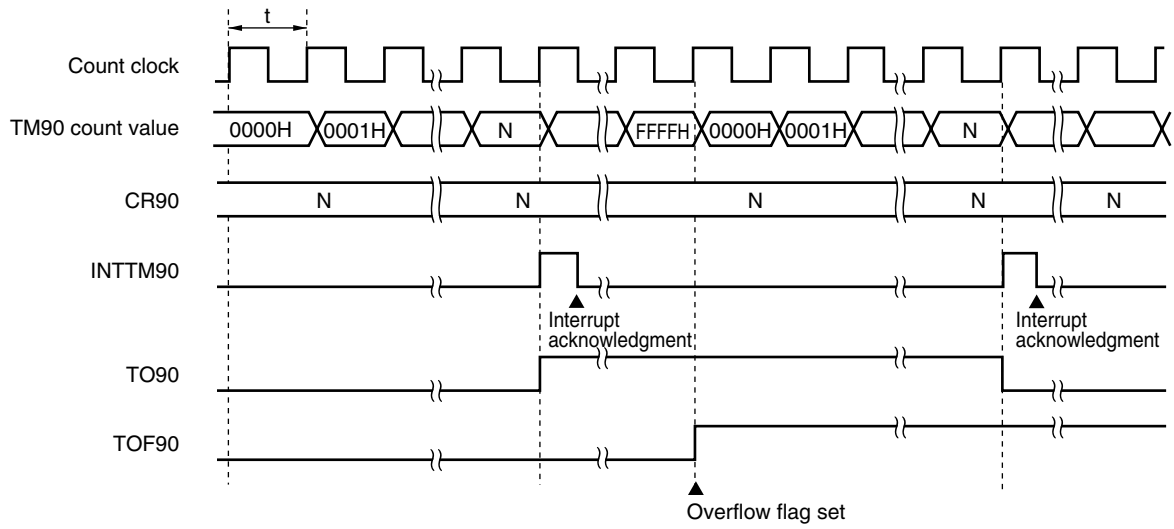 t
Count clock
TM90 count value 0000H 0001H N FFFFH 0000H 0001H N
CR90 N N N N N
INTTM90
Interrupt acknowledgment
Interrupt acknowledgment
TO90
TOF90
Overflow flag set